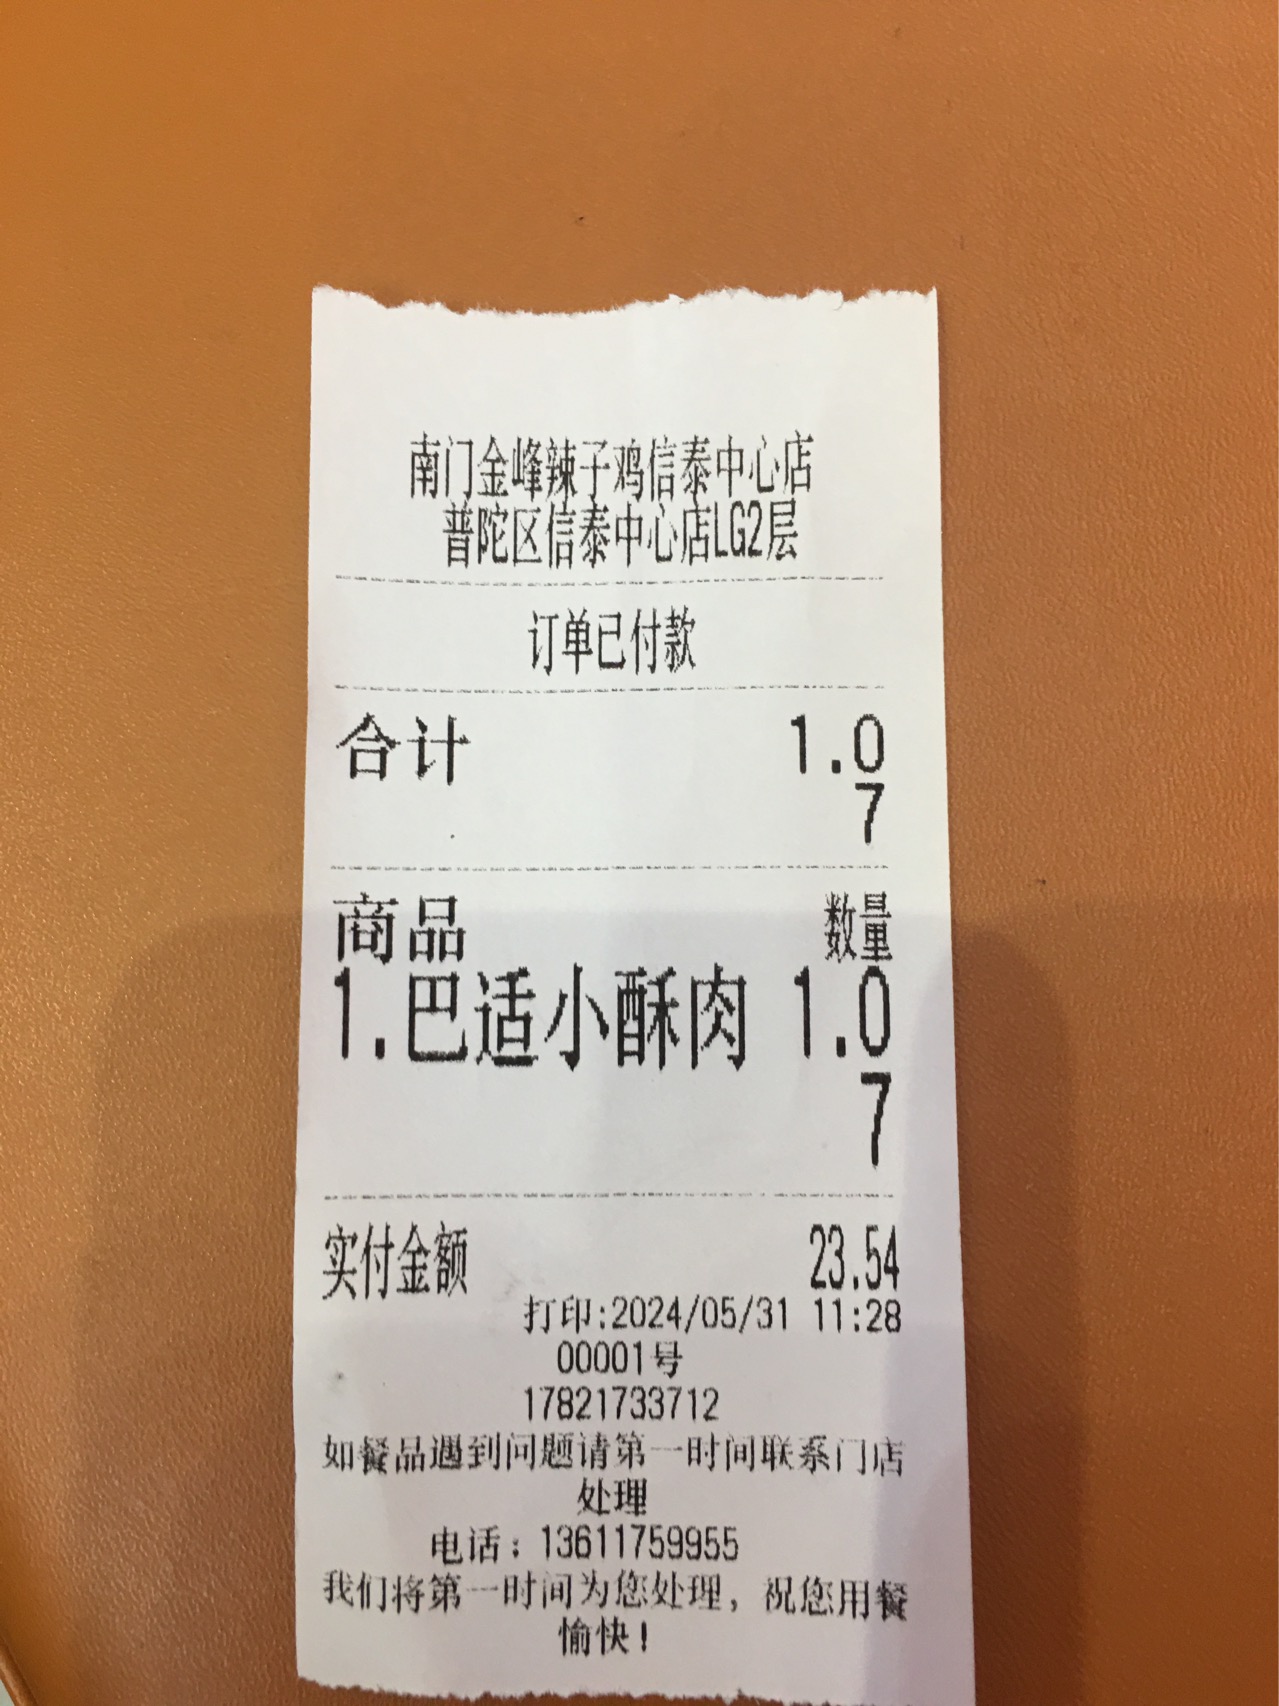 南门金峰辣子鸡信泰中心店
普陀区信泰中心店LG2层
订单已付款
合计 1.0
7
商品 数量
1.巴适小酥肉 1.0
7
实付金额 23.54
打印:2024/05/31 11:28
00001号
17821733712
如餐品遇到问题请第一时间联系门店
处理
电话：13611759955
我们将第一时间为您处理，祝您用餐
愉快！